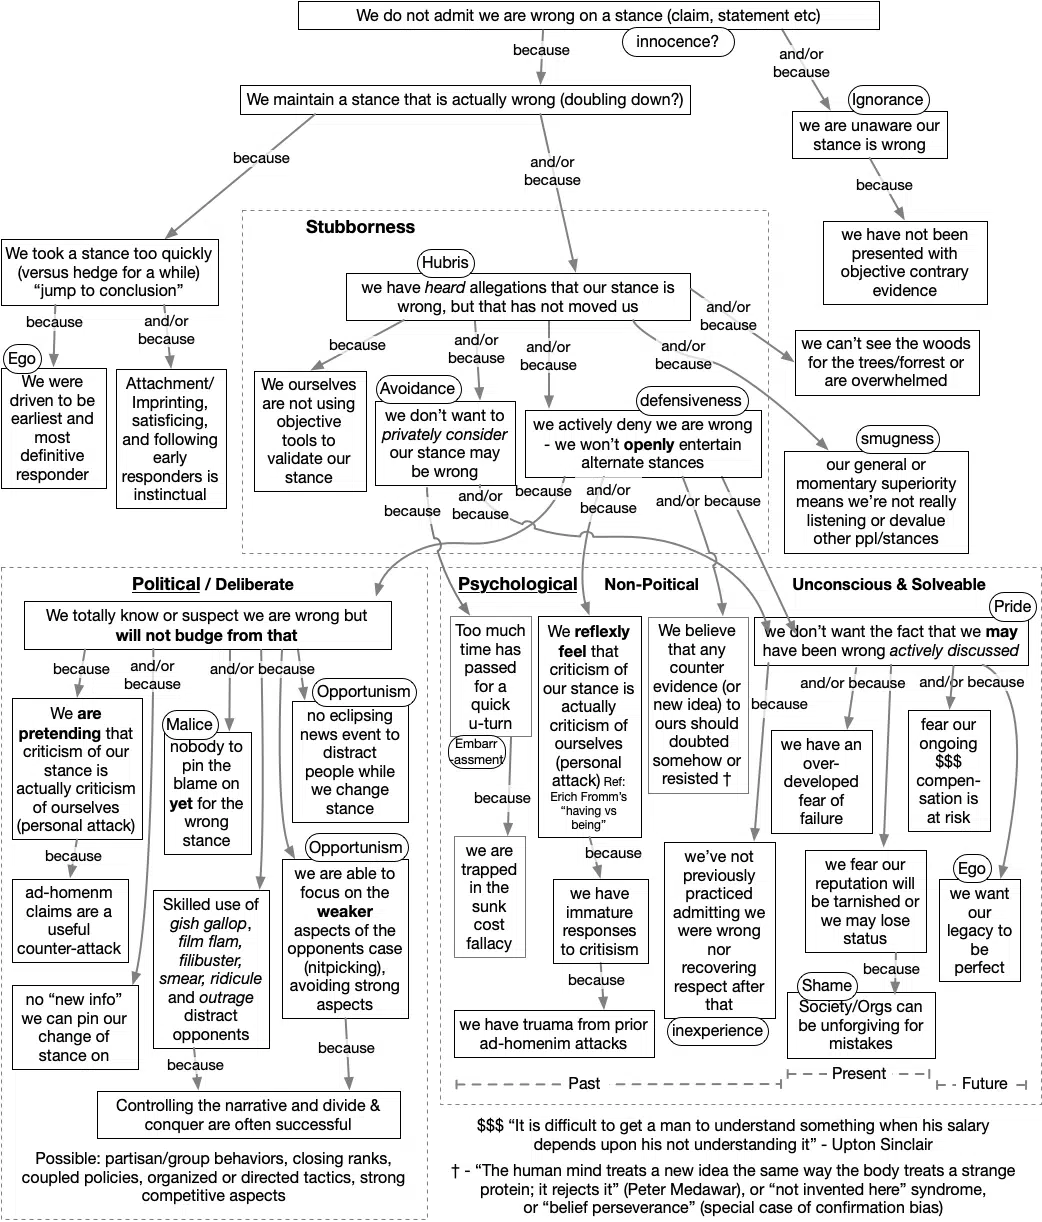 We do not admit we are wrong on a stance (claim, statement etc)
innocence?
because
and/or
because
We maintain a stance that is actually wrong (doubling down?)
Ignorance
we are unaware our
stance is wrong
because
and/or
because
because
Stubborness
We took a stance too quickly
(versus hedge for a while)
“jump to conclusion”
Hubris
we have heard allegations that our stance is
wrong, but that has not moved us
we have not been
presented with
objective contrary
evidence
because
and/or
because
because
and/or
because
and/or
because
and/or
because
and/or
because
we can’t see the woods
for the trees/forrest or
are overwhelmed
Ego
We were
driven to be
earliest and
most
definitive
responder
Attachment/
Imprinting,
satisficing,
and following
early
responders is
instinctual
We ourselves
are not using
objective
tools to
validate our
stance
Avoidance
we don’t want to
privately consider
our stance may
be wrong
defensiveness
we actively deny we are wrong
- we won’t openly entertain
alternate stances
smugness
our general or
momentary superiority
means we’re not really
listening or devalue
other ppl/stances
because
and/or
because
because
and/or
because
and/or because
Political / Deliberate
We totally know or suspect we are wrong but
will not budge from that
because
and/or
because
and/or because
We are
pretending that
criticism of our
stance is
actually criticism
of ourselves
(personal attack)
because
ad-homenm
claims are a
useful
counter-attack
no “new info”
we can pin our
change of
stance on
Malice
nobody to
pin the
blame on
yet for the
wrong
stance
Skilled use of
gish gallop,
film flam,
filibuster,
smear, ridicule
and outrage
distract
opponents
because
Opportunism
no eclipsing
news event to
distract
people while
we change
stance
Opportunism
we are able to
focus on the
weaker
aspects of the
opponents case
(nitpicking),
avoiding strong
aspects
because
Controlling the narrative and divide &
conquer are often successful
Possible: partisan/group behaviors, closing ranks,
coupled policies, organized or directed tactics, strong
competitive aspects
Psychological
Non-Poitical
Unconscious & Solveable
Too much
time has
passed
for a
quick
u-turn
Embarr
-assment
because
we are
trapped
in the
sunk
cost
fallacy
We reflexly
feel that
criticism of
our stance is
actually
criticism of
ourselves
(personal
attack) Ref:
Erich Fromm’s
“having vs
being”
because
we have
immature
responses
to critisism
because
we have truama from prior
ad-homenim attacks
We believe
that any
counter
evidence (or
new idea) to
ours should
doubted
somehow or
resisted †
Pride
we don’t want the fact that we may
have been wrong actively discussed
because
and/or because
and/or because
we’ve not
previously
practiced
admitting we
were wrong
nor
recovering
respect after
that
inexperience
we have an
over-
developed
fear of
failure
fear our
ongoing
$$$
compen-
sation is
at risk
we fear our
reputation will
be tarnished or
we may lose
status
because
Shame
Society/Orgs can
be unforgiving for
mistakes
Ego
we want
our
legacy to
be
perfect
Past
Present
Future
$$$ “It is difficult to get a man to understand something when his salary
depends upon his not understanding it” - Upton Sinclair
† - “The human mind treats a new idea the same way the body treats a strange
protein; it rejects it” (Peter Medawar), or “not invented here” syndrome,
or “belief perseverance” (special case of confirmation bias)